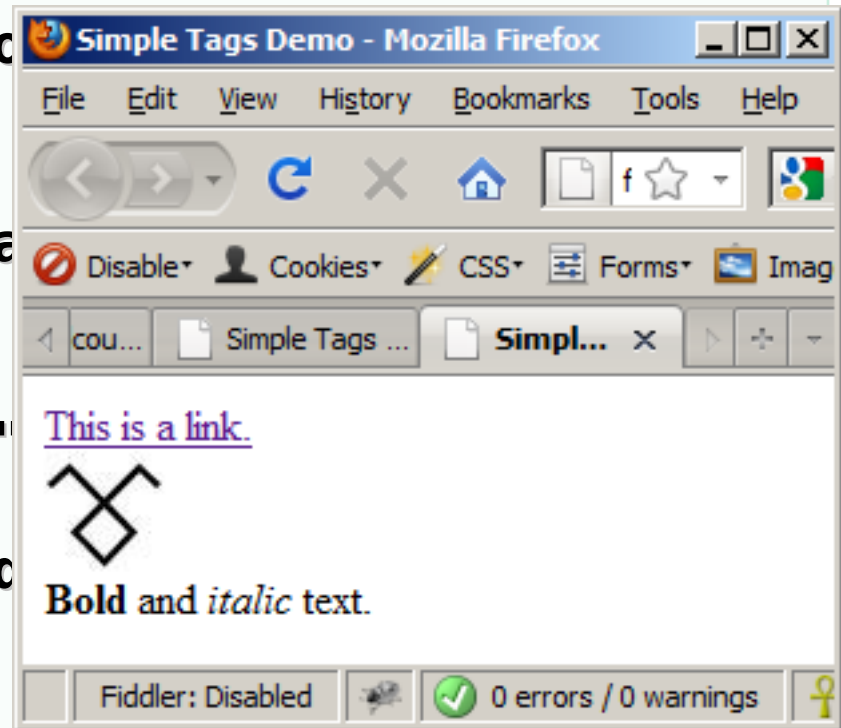 Simple Tags Demo - Mozilla Firefox
File Edit View History Bookmarks Tools Help
f
Disable Cookies CSS Forms Imag
cou... Simple Tags ... Simpl...
This is a link.
Bold and italic text.
Fiddler: Disabled 0 errors / 0 warnings